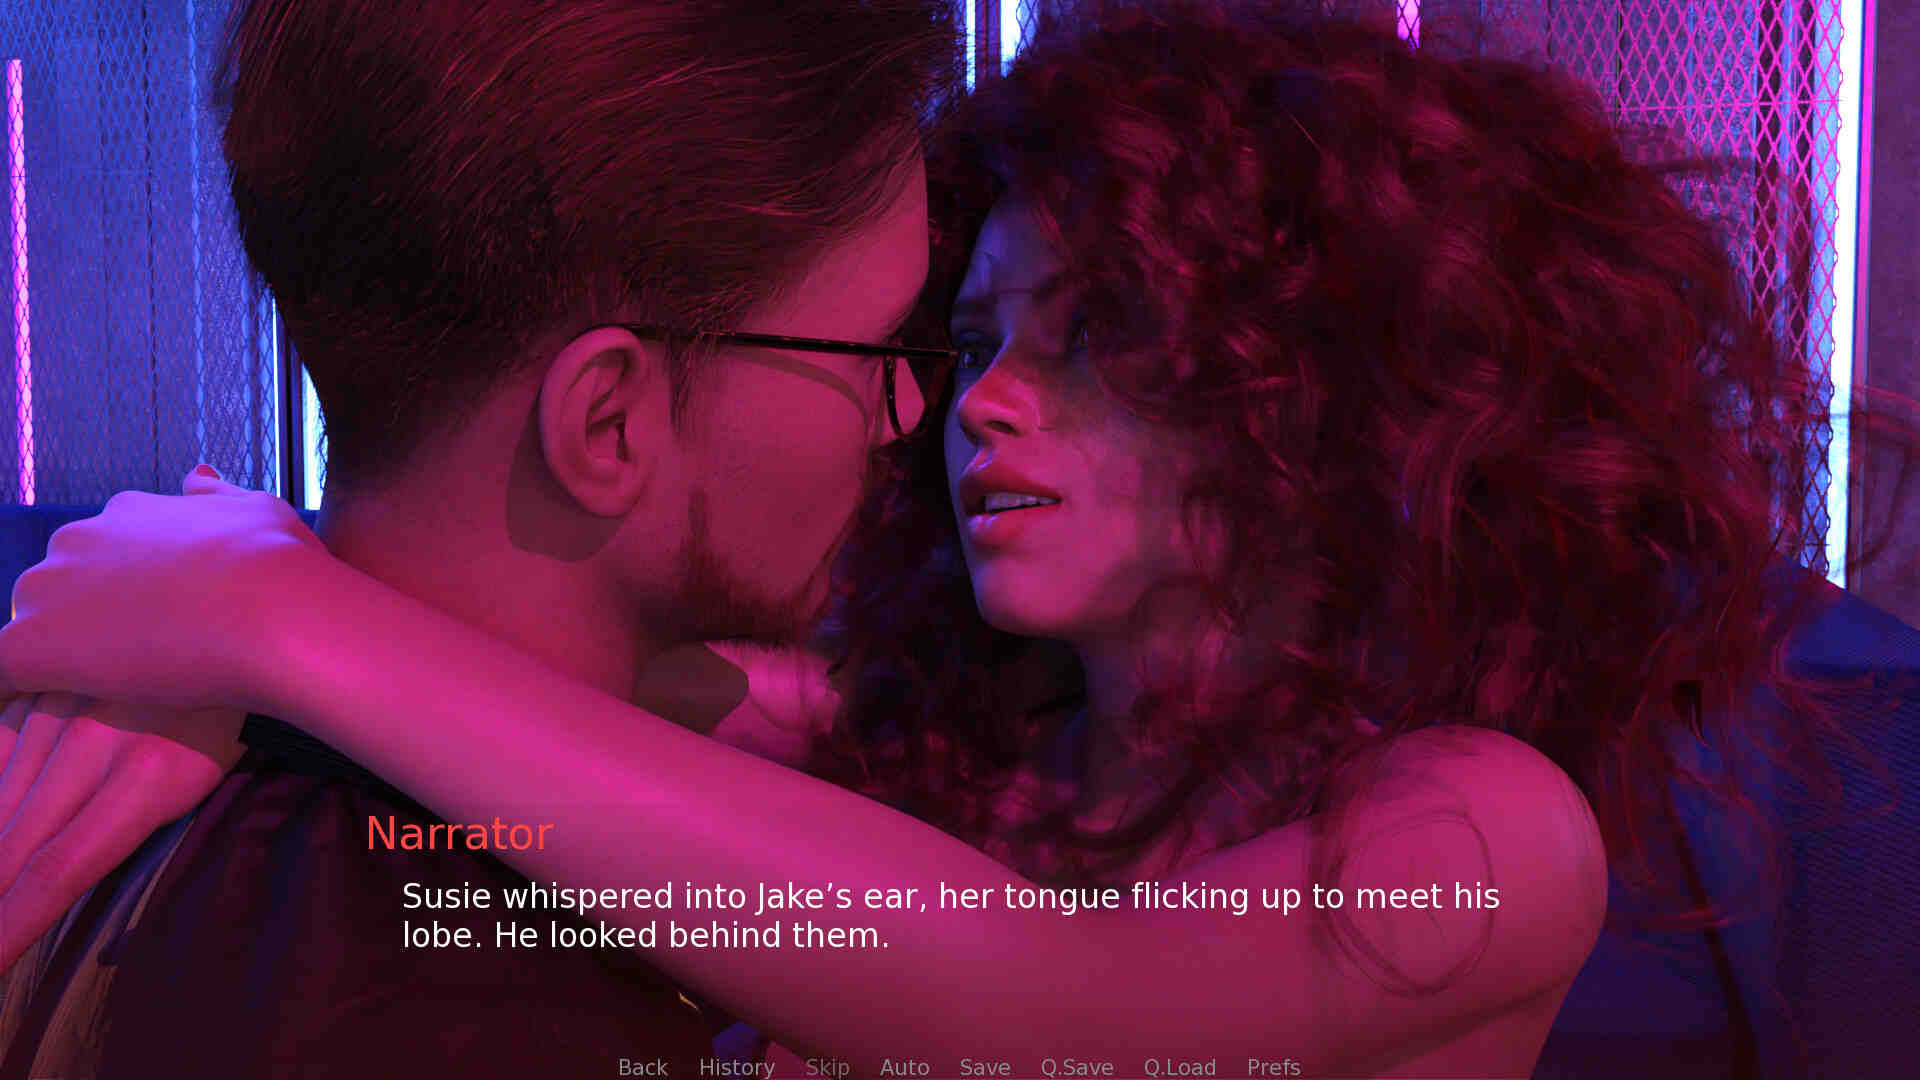 Narrator
Susie whispered into Jake’s ear, her tongue flicking up to meet his
lobe. He looked behind them.
Back History Skip Auto Save Q.Save Q.Load Prefs